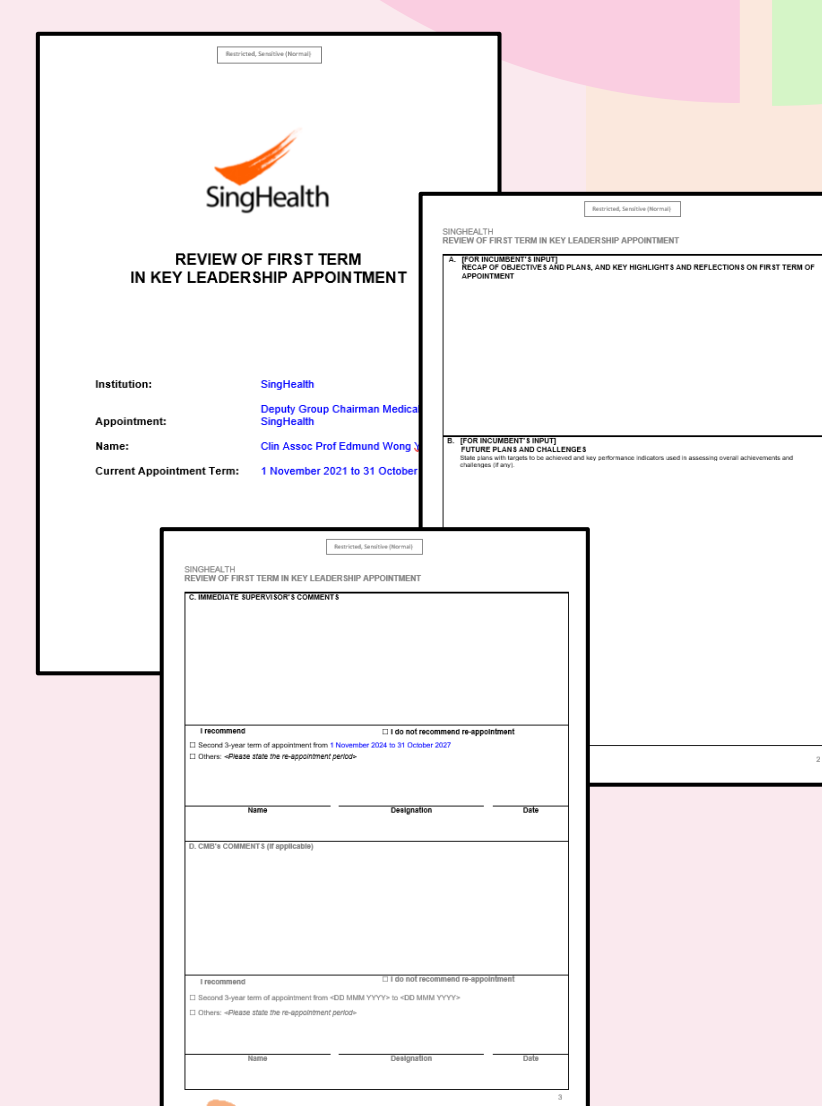 Restricted, Sensitive (Normal)
SingHealth
REVIEW OF FIRST TERM
IN KEY LEADERSHIP APPOINTMENT
Institution: SingHealth
Deputy Group Chairman Medical
Appointment: SingHealth
Name: Clin Assoc Prof Edmund Wong
Current Appointment Term: 1 November 2021 to 31 October
Restricted, Sensitive (Normal)
SINGHEALTH
REVIEW OF FIRST TERM IN KEY LEADERSHIP APPOINTMENT
A. [FOR INCUMBENT'S INPUT]
RECAP OF OBJECTIVES AND PLANS, AND KEY HIGHLIGHTS AND REFLECTIONS ON FIRST TERM OF
APPOINTMENT
B. [FOR INCUMBENT'S INPUT]
FUTURE PLANS AND CHALLENGES
State plans with targets to be achieved and key performance indicators used in assessing overall achievements and
challenges (if any).
2
Restricted, Sensitive (Normal)
SINGHEALTH
REVIEW OF FIRST TERM IN KEY LEADERSHIP APPOINTMENT
C. IMMEDIATE SUPERVISOR'S COMMENTS
I recommend ☐ I do not recommend re-appointment
☐ Second 3-year term of appointment from 1 November 2024 to 31 October 2027
☐ Others: <Please state the re-appointment period>
Name Designation Date
D. CMB's COMMENTS (if applicable)
I recommend ☐ I do not recommend re-appointment
☐ Second 3-year term of appointment from <DD MMM YYYY> to <DD MMM YYYY>
☐ Others: <Please state the re-appointment period>
Name Designation Date
3